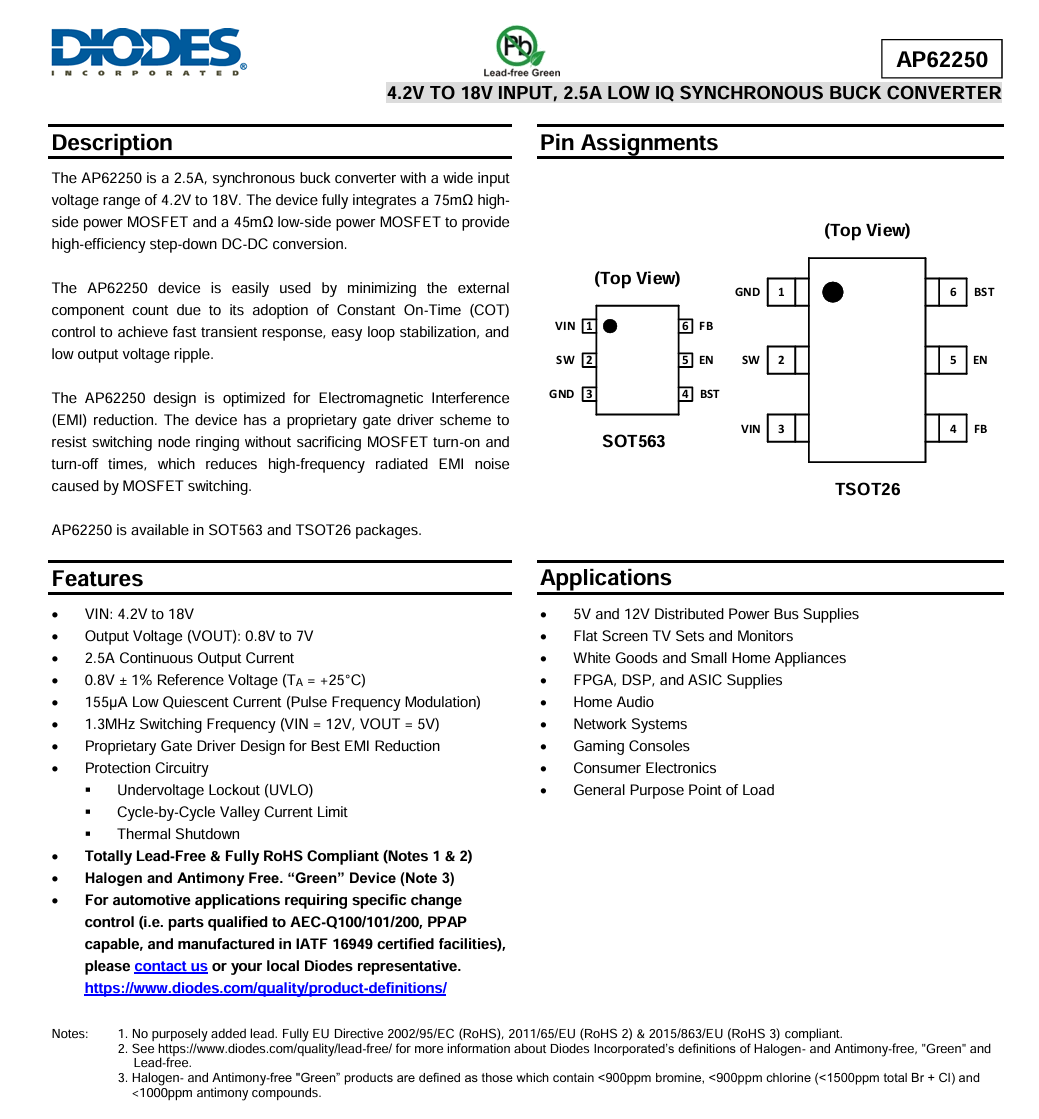 DIODES®
INCORPORATED
Pb
Lead-free Green
AP62250
4.2V TO 18V INPUT, 2.5A LOW IQ SYNCHRONOUS BUCK CONVERTER
Description
The AP62250 is a 2.5A, synchronous buck converter with a wide input
voltage range of 4.2V to 18V. The device fully integrates a 75mΩ high-
side power MOSFET and a 45mΩ low-side power MOSFET to provide
high-efficiency step-down DC-DC conversion.
The AP62250 device is easily used by minimizing the external
component count due to its adoption of Constant On-Time (COT)
control to achieve fast transient response, easy loop stabilization, and
low output voltage ripple.
The AP62250 design is optimized for Electromagnetic Interference
(EMI) reduction. The device has a proprietary gate driver scheme to
resist switching node ringing without sacrificing MOSFET turn-on and
turn-off times, which reduces high-frequency radiated EMI noise
caused by MOSFET switching.
AP62250 is available in SOT563 and TSOT26 packages.
Pin Assignments
(Top View)
VIN 1 6 FB
SW 2 5 EN
GND 3 4 BST
SOT563
(Top View)
GND 1 6 BST
SW 2 5 EN
VIN 3 4 FB
TSOT26
Features
• VIN: 4.2V to 18V
• Output Voltage (VOUT): 0.8V to 7V
• 2.5A Continuous Output Current
• 0.8V ± 1% Reference Voltage (TA = +25°C)
• 155µA Low Quiescent Current (Pulse Frequency Modulation)
• 1.3MHz Switching Frequency (VIN = 12V, VOUT = 5V)
• Proprietary Gate Driver Design for Best EMI Reduction
• Protection Circuitry
▪ Undervoltage Lockout (UVLO)
▪ Cycle-by-Cycle Valley Current Limit
▪ Thermal Shutdown
• Totally Lead-Free & Fully RoHS Compliant (Notes 1 & 2)
• Halogen and Antimony Free. “Green” Device (Note 3)
• For automotive applications requiring specific change
control (i.e. parts qualified to AEC-Q100/101/200, PPAP
capable, and manufactured in IATF 16949 certified facilities),
please contact us or your local Diodes representative.
https://www.diodes.com/quality/product-definitions/
Applications
• 5V and 12V Distributed Power Bus Supplies
• Flat Screen TV Sets and Monitors
• White Goods and Small Home Appliances
• FPGA, DSP, and ASIC Supplies
• Home Audio
• Network Systems
• Gaming Consoles
• Consumer Electronics
• General Purpose Point of Load
Notes: 1. No purposely added lead. Fully EU Directive 2002/95/EC (RoHS), 2011/65/EU (RoHS 2) & 2015/863/EU (RoHS 3) compliant.
2. See https://www.diodes.com/quality/lead-free/ for more information about Diodes Incorporated’s definitions of Halogen- and Antimony-free, "Green" and
Lead-free.
3. Halogen- and Antimony-free "Green” products are defined as those which contain <900ppm bromine, <900ppm chlorine (<1500ppm total Br + Cl) and
<1000ppm antimony compounds.